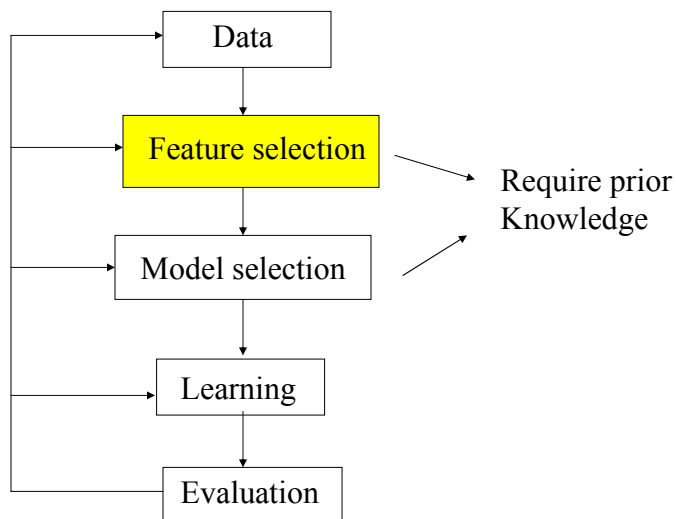 Data
Feature selection
Require prior
Knowledge
Model selection
Learning
Evaluation